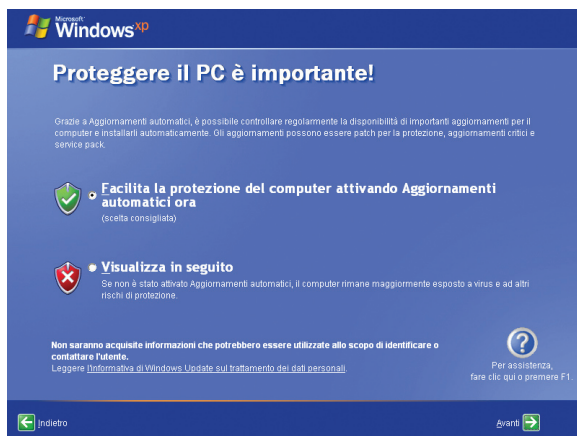 Microsoft
Windows xp
Proteggere il PC è importante!
Grazie a Aggiornamenti automatici, è possibile controllare regolarmente la disponibilità di importanti aggiornamenti per il
computer e installarli automaticamente. Gli aggiornamenti possono essere patch per la protezione, aggiornamenti critici e
service pack.
Facilita la protezione del computer attivando Aggiornamenti
automatici ora
(scelta consigliata)
Visualizza in seguito
Se non è stato attivato Aggiornamenti automatici, il computer rimane maggiormente esposto a virus e ad altri
rischi di protezione.
Non saranno acquisite informazioni che potrebbero essere utilizzate allo scopo di identificare o
contattare l'utente.
Leggere l'informativa di Windows Update sul trattamento dei dati personali.
?
Per assistenza,
fare clic qui o premere F1.
Indietro
Avanti